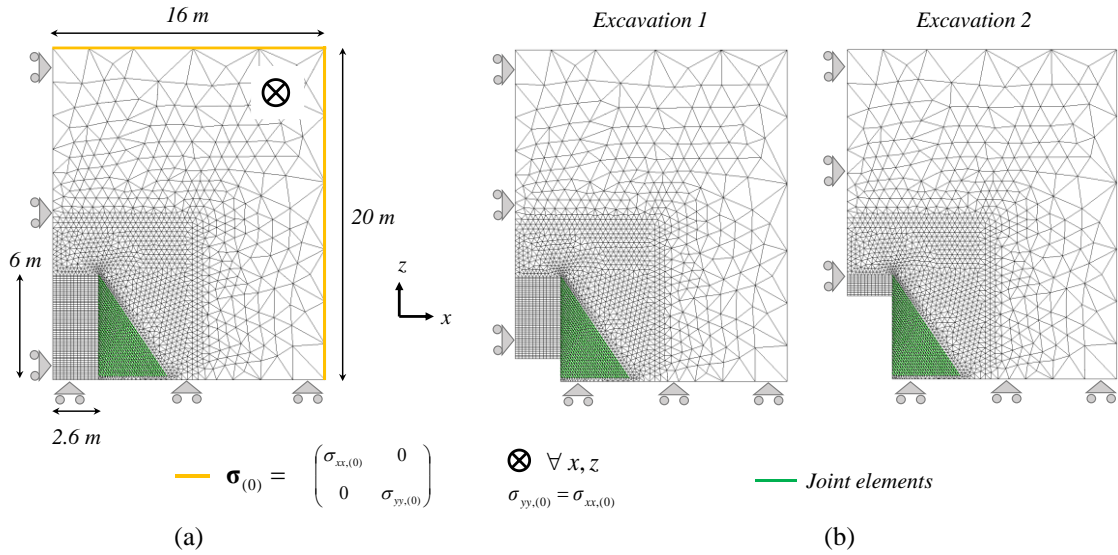 16 m
Excavation 1
Excavation 2
20 m
6 m
z
x
2.6 m
σ(0) = (σxx,(0) 0
0 σyy,(0))
⊗ ∀ x, z
σyy,(0) = σxx,(0)
Joint elements
(a)
(b)